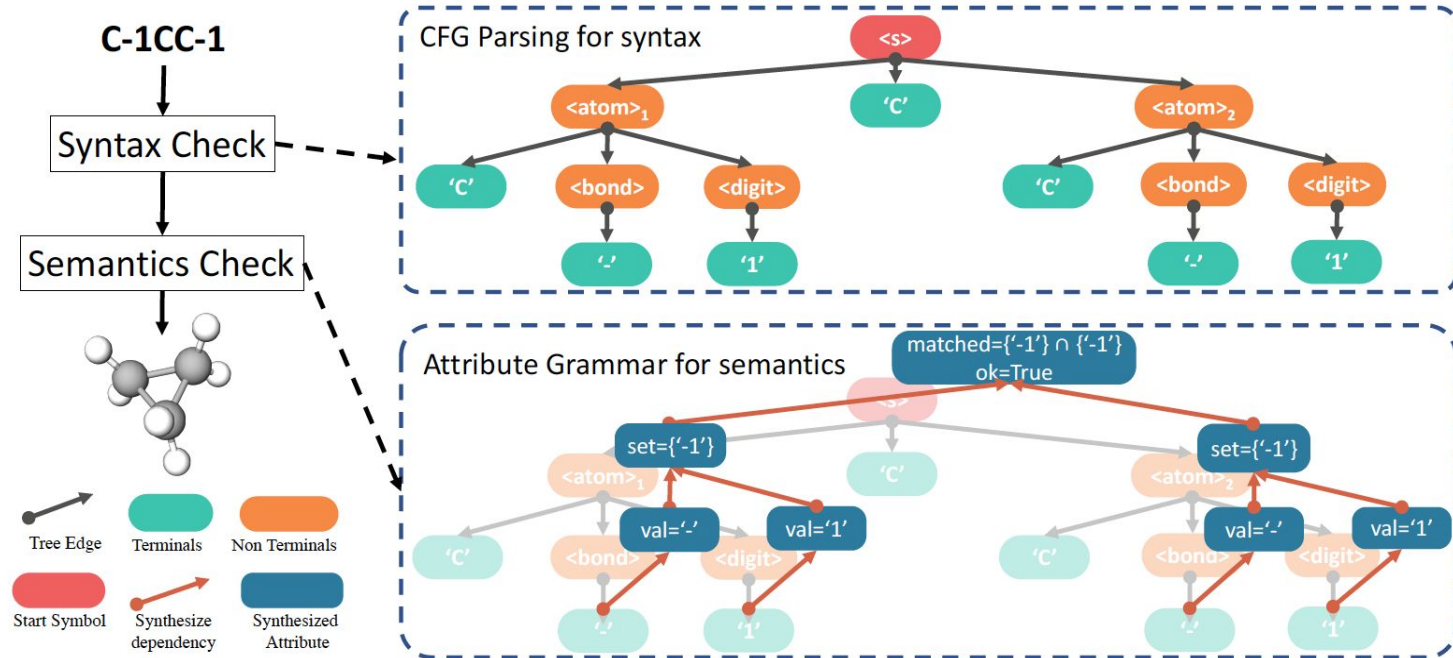 C-1CC-1
Syntax Check
Semantics Check
Tree Edge
Terminals
Non Terminals
Start Symbol
Synthesize
dependency
Synthesized
Attribute
CFG Parsing for syntax
<s>
<atom>1
‘C’
<atom>2
‘C’
<bond>
<digit>
‘C’
<bond>
<digit>
‘-’
‘1’
‘-’
‘1’
Attribute Grammar for semantics
matched={‘-1’} ∩ {‘-1’}
ok=True
<s>
set={‘-1’}
set={‘-1’}
<atom>1
‘C’
<atom>2
val=‘-’
val=‘1’
val=‘-’
val=‘1’
‘C’
<bond>
<digit>
‘C’
<bond>
<digit>
‘-’
‘1’
‘-’
‘1’